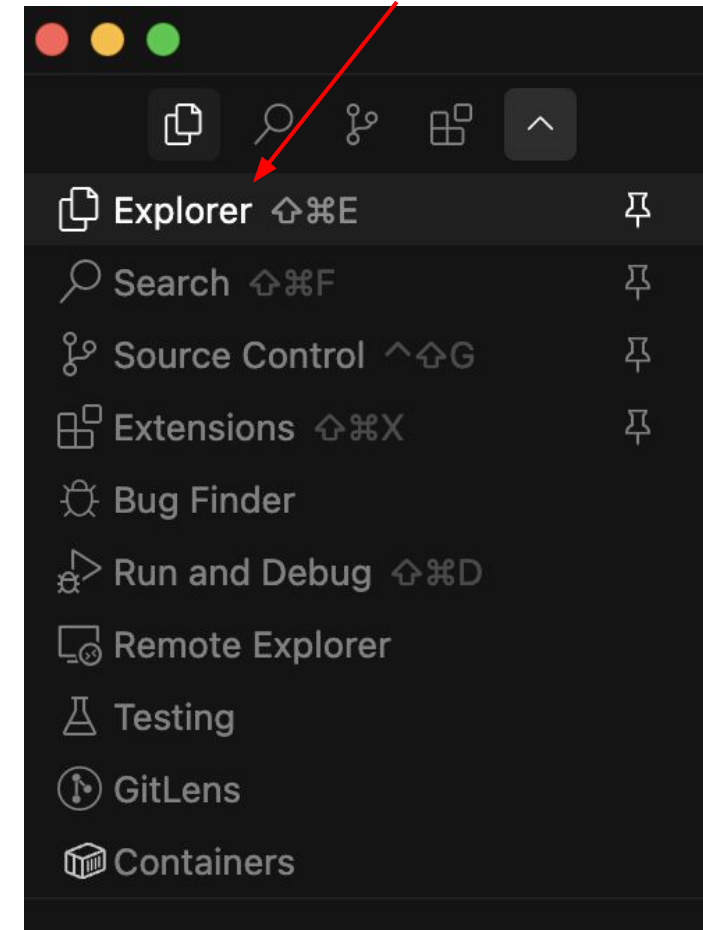 Explorer ⇧⌘E
Search ⇧⌘F
Source Control ^⇧G
Extensions ⇧⌘X
Bug Finder
Run and Debug ⇧⌘D
Remote Explorer
Testing
GitLens
Containers